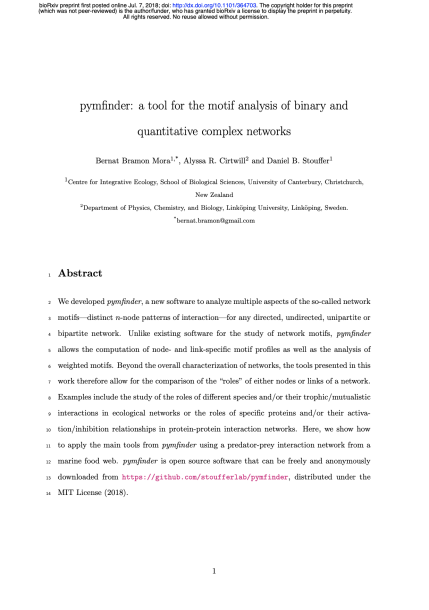 bioRxiv preprint first posted online Jul. 7, 2018; doi: http://dx.doi.org/10.1101/364703. The copyright holder for this preprint
(which was not peer-reviewed) is the author/funder, who has granted bioRxiv a license to display the preprint in perpetuity.
All rights reserved. No reuse allowed without permission.
pymfinder: a tool for the motif analysis of binary and
quantitative complex networks
Bernat Bramon Mora1,*, Alyssa R. Cirtwill2 and Daniel B. Stouffer1
1Centre for Integrative Ecology, School of Biological Sciences, University of Canterbury, Christchurch,
New Zealand
2Department of Physics, Chemistry, and Biology, Linköping University, Linköping, Sweden.
*bernat.bramon@gmail.com
1 Abstract
2 We developed pymfinder, a new software to analyze multiple aspects of the so-called network
3 motifs—distinct n-node patterns of interaction—for any directed, undirected, unipartite or
4 bipartite network. Unlike existing software for the study of network motifs, pymfinder
5 allows the computation of node- and link-specific motif profiles as well as the analysis of
6 weighted motifs. Beyond the overall characterization of networks, the tools presented in this
7 work therefore allow for the comparison of the “roles” of either nodes or links of a network.
8 Examples include the study of the roles of different species and/or their trophic/mutualistic
9 interactions in ecological networks or the roles of specific proteins and/or their activa-
10 tion/inhibition relationships in protein-protein interaction networks. Here, we show how
11 to apply the main tools from pymfinder using a predator-prey interaction network from a
12 marine food web. pymfinder is open source software that can be freely and anonymously
13 downloaded from https://github.com/stoufferlab/pymfinder, distributed under the
14 MIT License (2018).
1